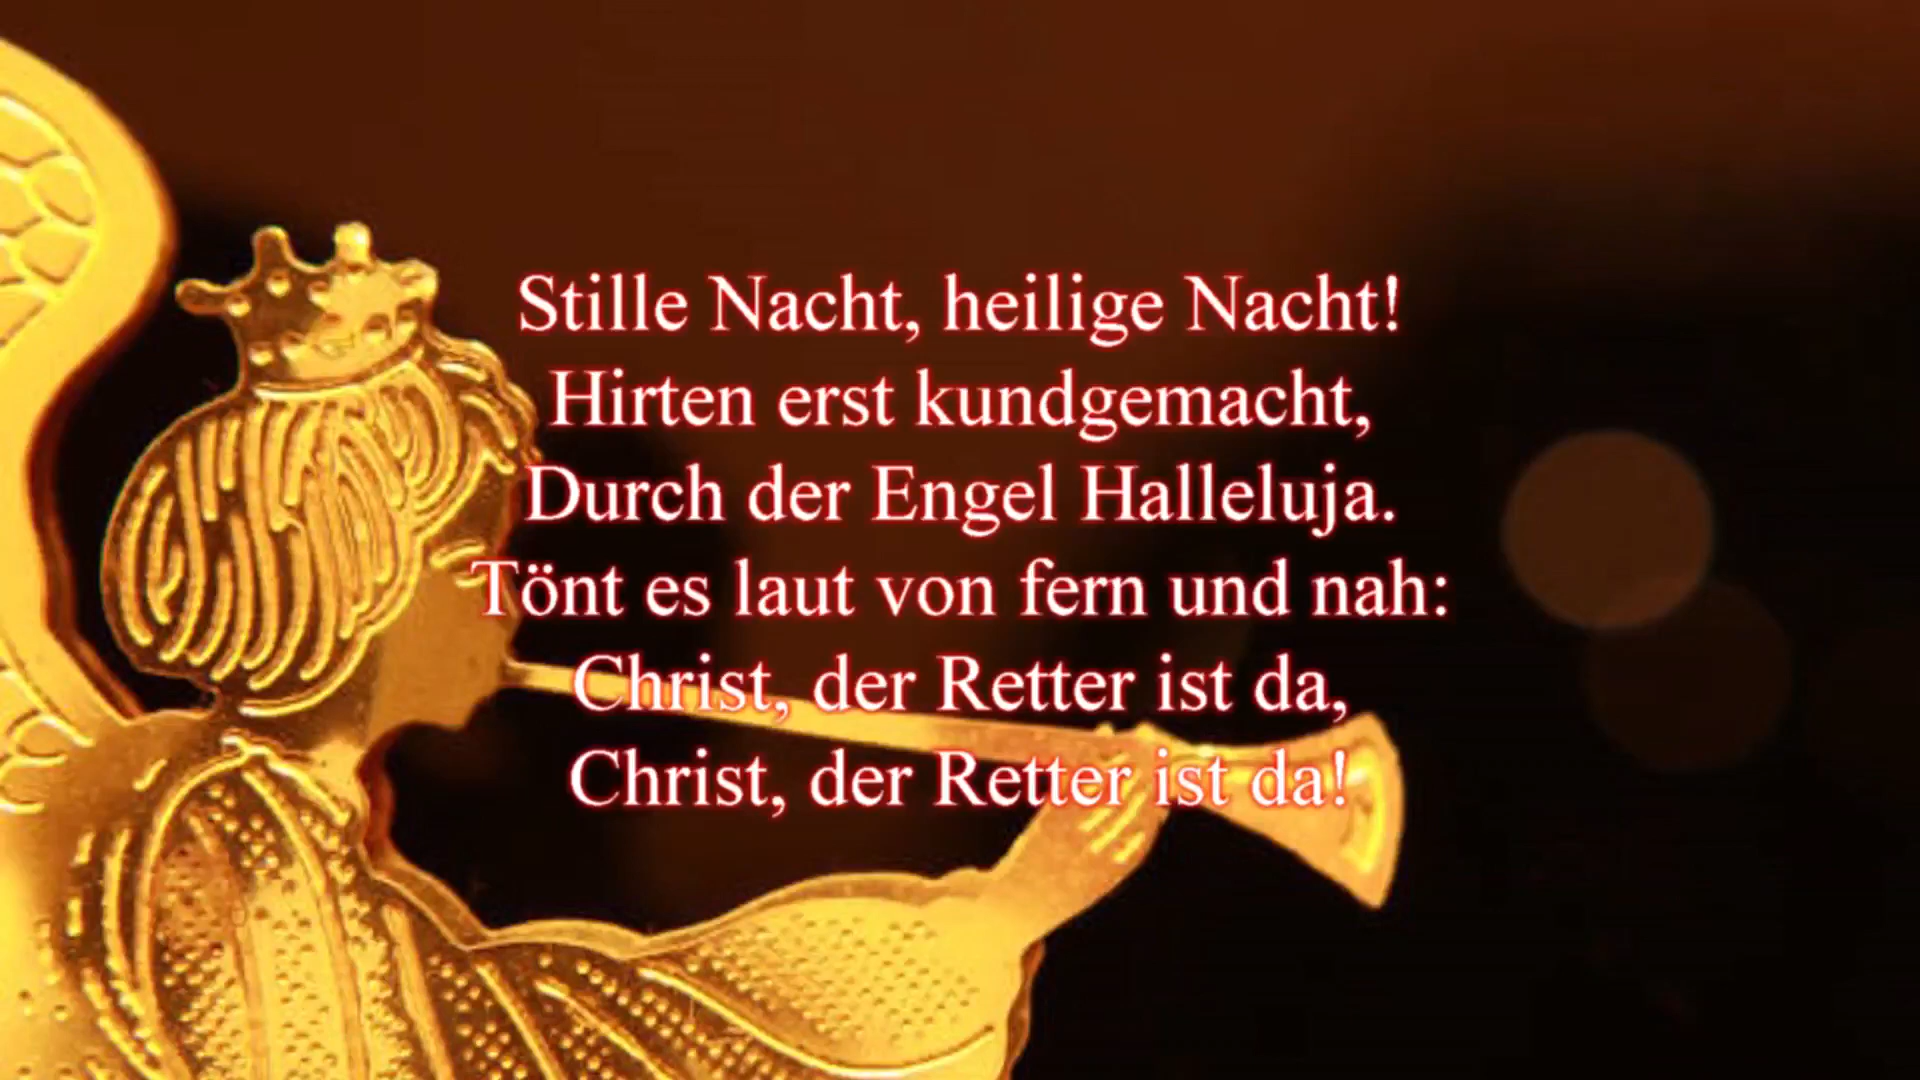 Stille Nacht, heilige Nacht!
Hirten erst kundgemacht,
Durch der Engel Halleluja.
Tönt es laut von fern und nah:
Christ, der Retter ist da,
Christ, der Retter ist da!